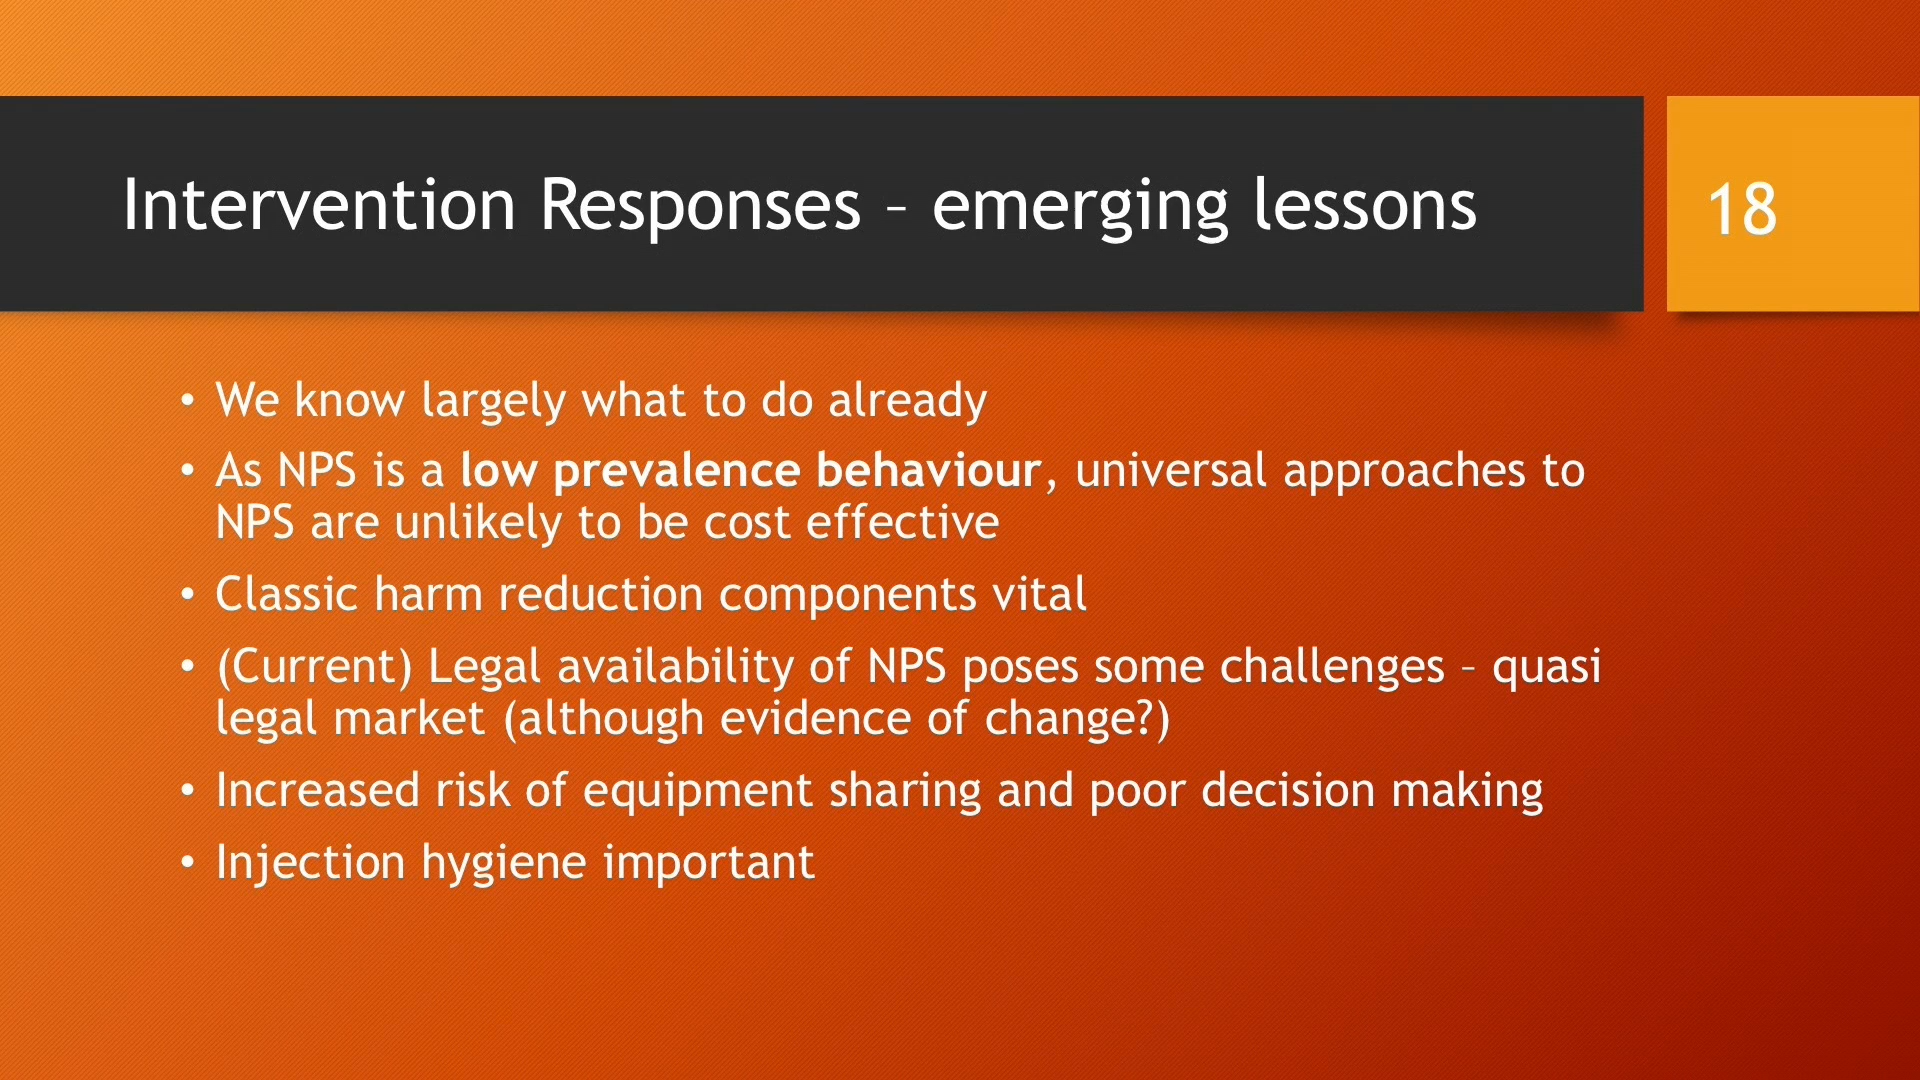 Intervention Responses – emerging lessons
18
• We know largely what to do already
• As NPS is a low prevalence behaviour, universal approaches to
NPS are unlikely to be cost effective
• Classic harm reduction components vital
• (Current) Legal availability of NPS poses some challenges – quasi
legal market (although evidence of change?)
• Increased risk of equipment sharing and poor decision making
• Injection hygiene important